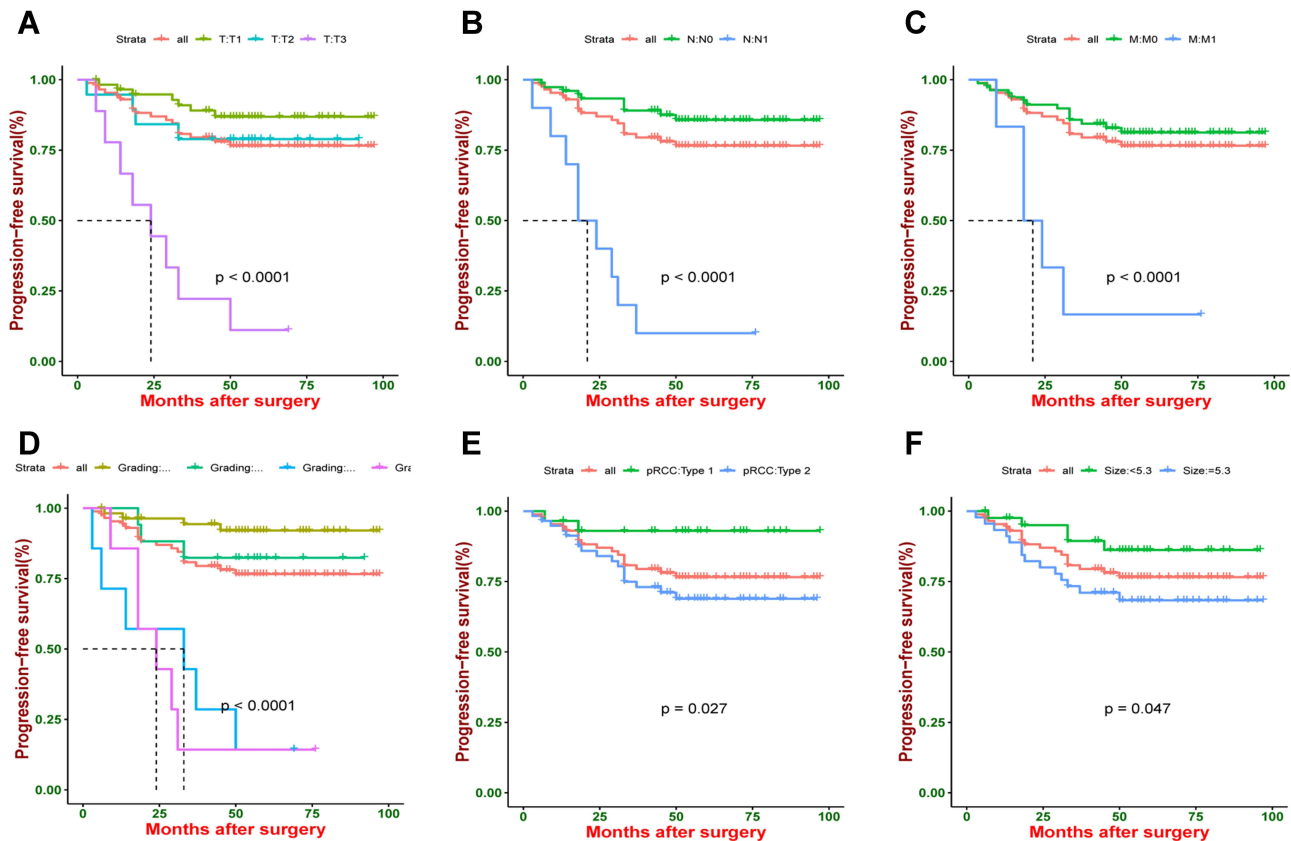 A
Strata all T:T1 T:T2 T:T3
Progression−free survival(%)
1.00
0.75
0.50
0.25
0.00
p < 0.0001
0 25 50 75 100
Months after surgery
B
Strata all N:N0 N:N1
Progression−free survival(%)
1.00
0.75
0.50
0.25
0.00
p < 0.0001
0 25 50 75 100
Months after surgery
C
Strata all M:M0 M:M1
Progression−free survival(%)
1.00
0.75
0.50
0.25
0.00
p < 0.0001
0 25 50 75 100
Months after surgery
D
Strata all Grading:... Grading:... Grading:... Gra
Progression−free survival(%)
1.00
0.75
0.50
0.25
0.00
p < 0.0001
0 25 50 75 100
Months after surgery
E
Strata all pRCC:Type 1 pRCC:Type 2
Progression−free survival(%)
1.00
0.75
0.50
0.25
0.00
p = 0.027
0 25 50 75 100
Months after surgery
F
Strata all Size:<5.3 Size:=5.3
Progression−free survival(%)
1.00
0.75
0.50
0.25
0.00
p = 0.047
0 25 50 75 100
Months after surgery